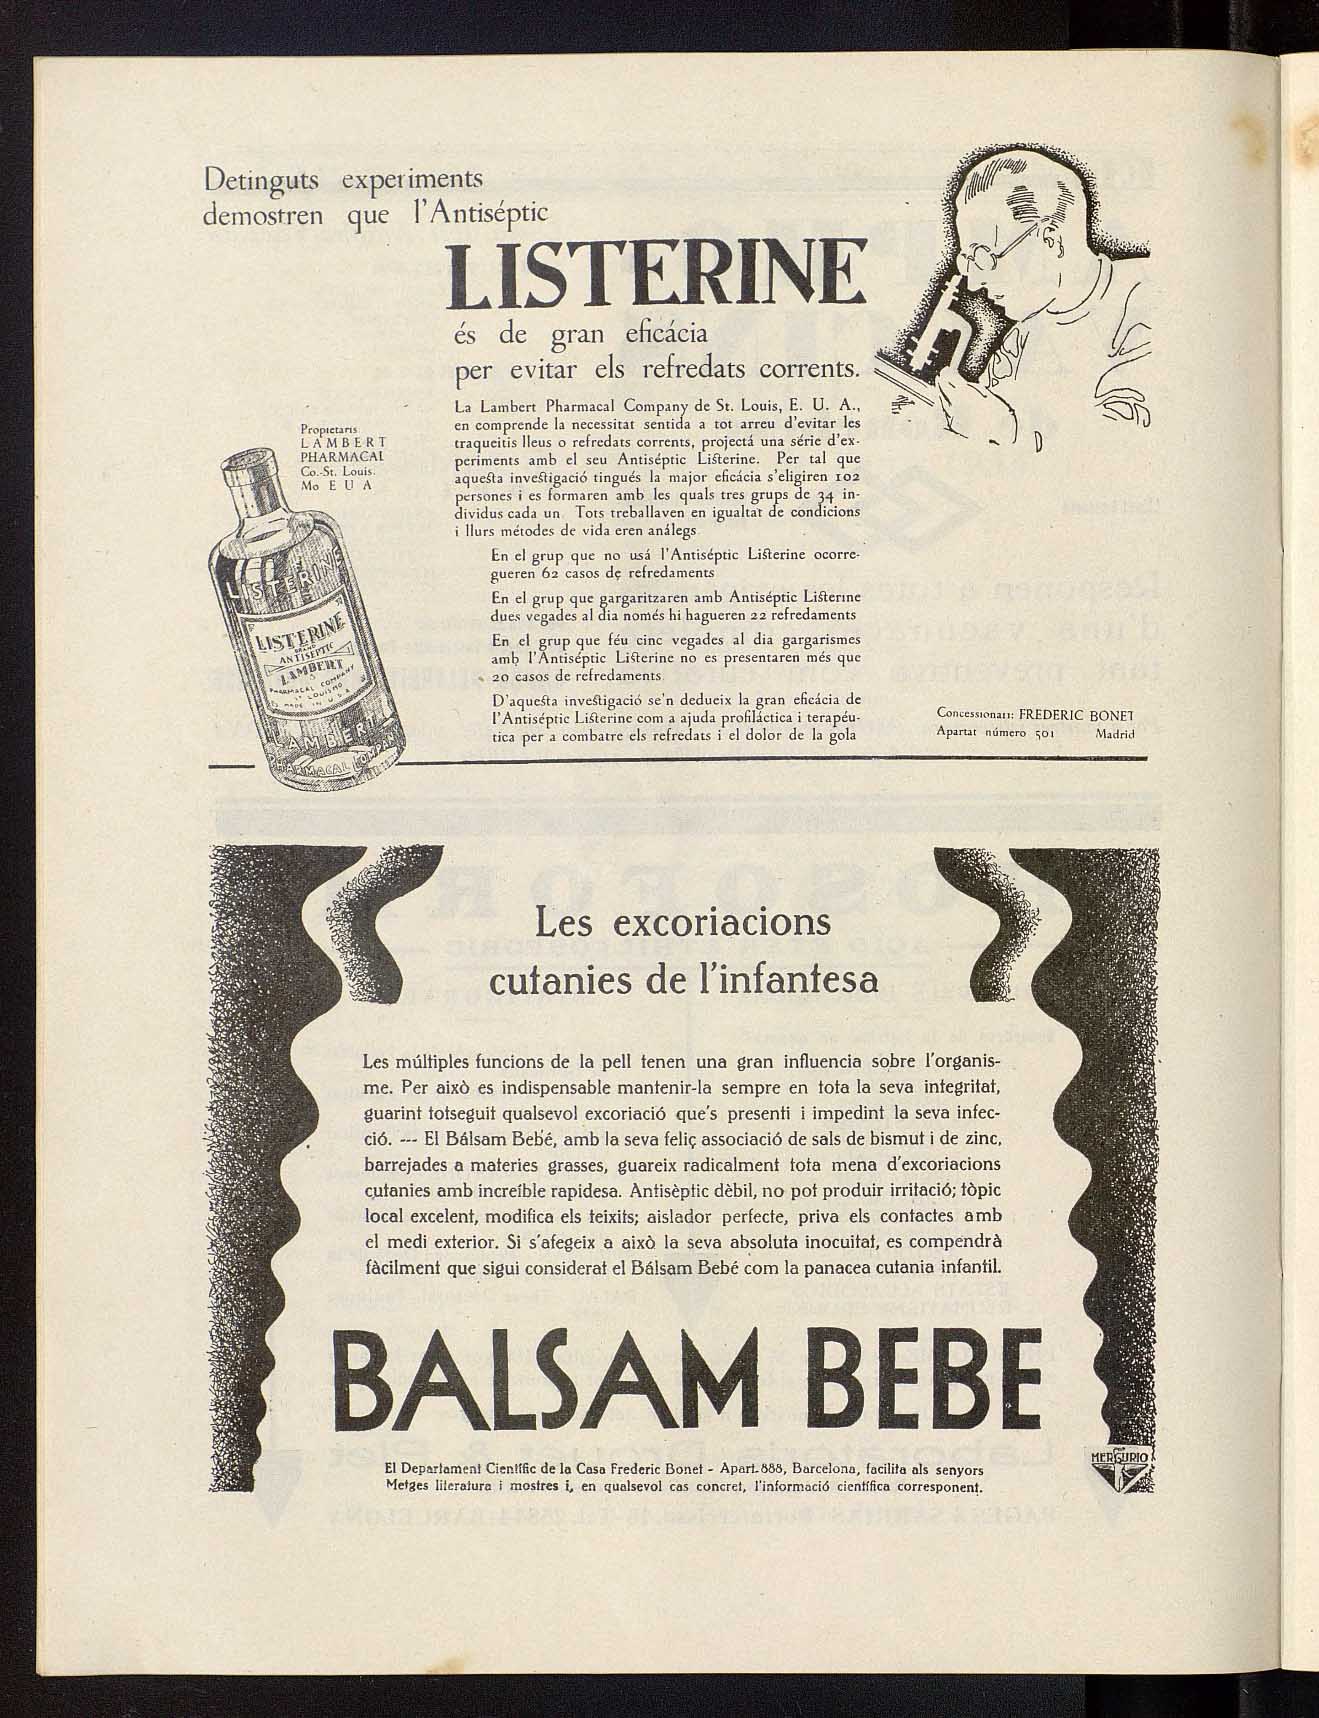 Detinguts experiments
demostren que l'Antiséptic
LISTERINE
és de gran eficácia
per evitar els refredats corrents.
La Lambert Pharmacal Company de St. Louis, E. U. A.,
en comprende la necessitat sentida a tot arreu d'evitar les
traqueitis lleus o refredats corrents, projectá una série d'ex-
periments amb el seu Antiséptic Listerine. Per tal que
aquesta investigació tingués la major eficácia s'eligiren 102
persones i es formaren amb les quals tres grups de 34 in-
dividus cada un. Tots treballaven en igualtat de condicions
i llurs métodes de vida eren análegs
En el grup que no usá l'Antiséptic Listerine ocorre-
gueren 62 casos de refredaments
En el grup que gargaritzaren amb Antiséptic Listerine
dues vegades al dia només hi hagueren 22 refredaments
En el grup que féu cinc vegades al dia gargarismes
amb l'Antiséptic Listerine no es presentaren més que
20 casos de refredaments
D'aquesta investigació se'n dedueix la gran eficácia de
l'Antiséptic Listerine com a ajuda profiláctica i terapéu-
tica per a combatre els refredats i el dolor de la gola
Propietaris
LAMBERT
PHARMACAL
Co.-St. Louis.
Mo E U A
LISTERINE
LISTERINE
BRAND
ANTISEPTIC
LAMBERT
PHARMACAL COMPANY
ST LOUIS MO
MADE IN U.S.A
LAMBERT
PHARMACAL COMPANY
Concessionari: FREDERIC BONET
Apartat número 501 Madrid
Les excoriacions
cutanies de l'infantesa
Les múltiples funcions de la pell tenen una gran influencia sobre l'organis-
me. Per això es indispensable mantenir-la sempre en tota la seva integritat,
guarint totseguit qualsevol excoriació que's presenti i impedint la seva infec-
ció. --- El Bálsam Bebé, amb la seva feliç associació de sals de bismut i de zinc,
barrejades a materies grasses, guareix radicalment tota mena d'excoriacions
cutanies amb increíble rapidesa. Antisèptic dèbil, no pot produir irritació; tòpic
local excelent, modifica els teixits; aislador perfecte, priva els contactes amb
el medi exterior. Si s'afegeix a això la seva absoluta inocuitat, es compendrà
fàcilment que sigui considerat el Bálsam Bebé com la panacea cutania infantil.
BALSAM BEBE
El Departament Científic de la Casa Frederic Bonet - Apart. 888, Barcelona, facilita als senyors
Metges literatura i mostres i, en qualsevol cas concret, l'informació científica corresponent.
MERCURIO